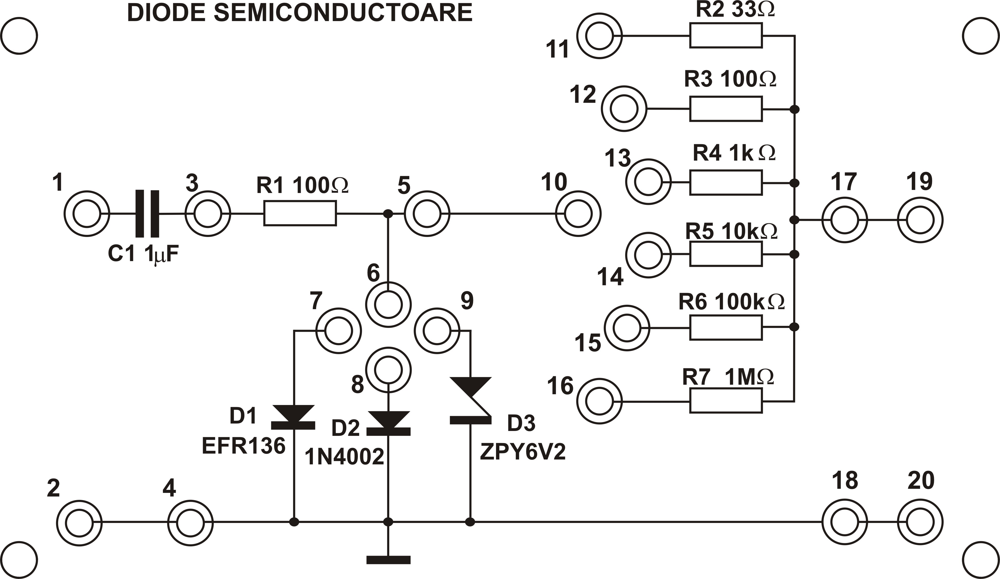 DIODE SEMICONDUCTOARE
R2 33Ω
11
R3 100Ω
12
R4 1kΩ
13
1
3
R1 100Ω
5
10
17
19
C1 1μF
R5 10kΩ
14
6
7
9
R6 100kΩ
15
8
R7 1MΩ
16
D1
EFR136
D2
1N4002
D3
ZPY6V2
2
4
18
20